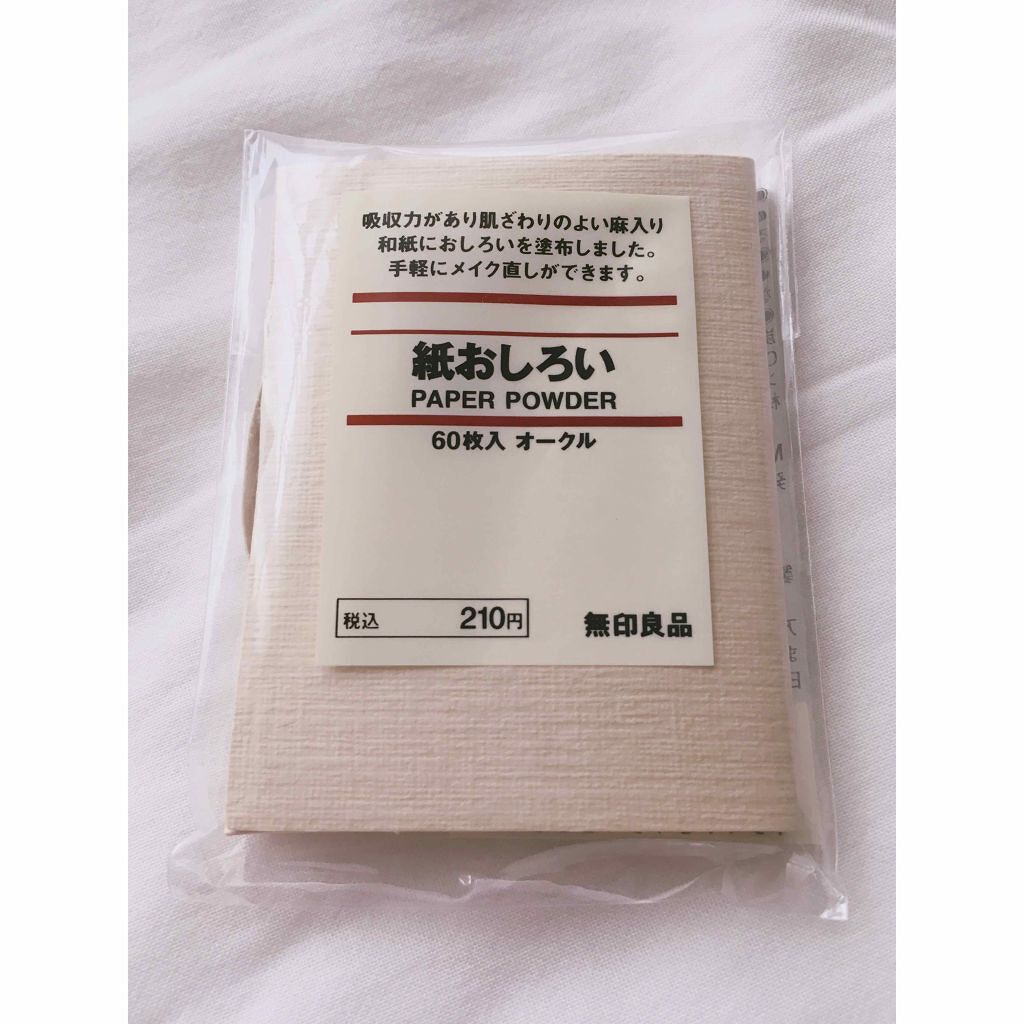 吸収力があり肌ざわりのよい麻入り
和紙におしろいを塗布しました。
手軽にメイク直しができます。
紙おしろい
PAPER POWDER
60枚入 オークル
税込 210円
無印良品